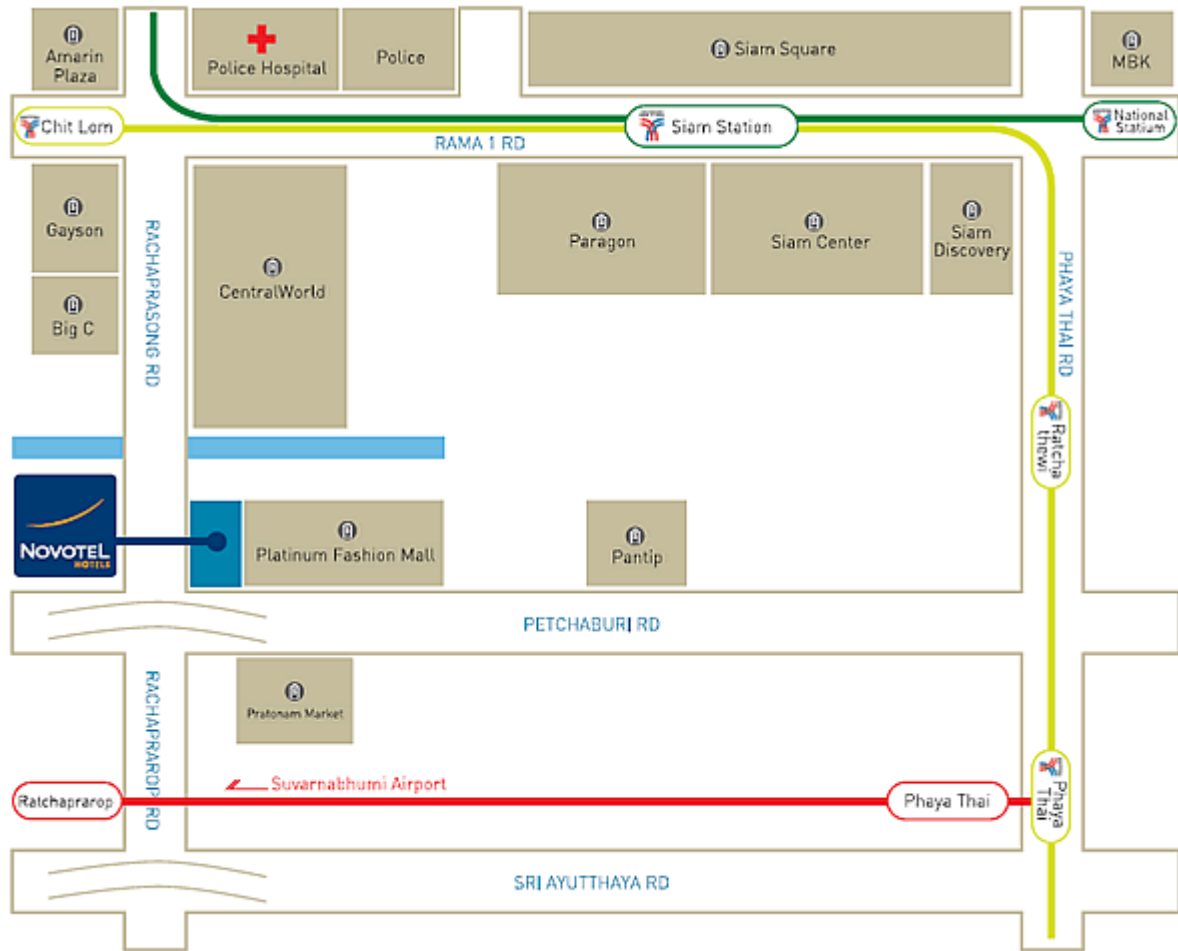 Amarin
Plaza
Police Hospital
Police
Siam Square
MBK
Chit Lom
Siam Station
National
Statium
RAMA 1 RD
Gayson
Big C
RACHAPRASONG RD
CentralWorld
Paragon
Siam Center
Siam
Discovery
PHAYA THAI RD
Ratcha
thewi
NOVOTEL
HOTELS
Platinum Fashion Mall
Pantip
PETCHABURI RD
RACHAPRAROP RD
Pratonam Market
Suvarnabhumi Airport
Ratchaprarop
Phaya Thai
Phaya
Thai
SRI AYUTTHAYA RD